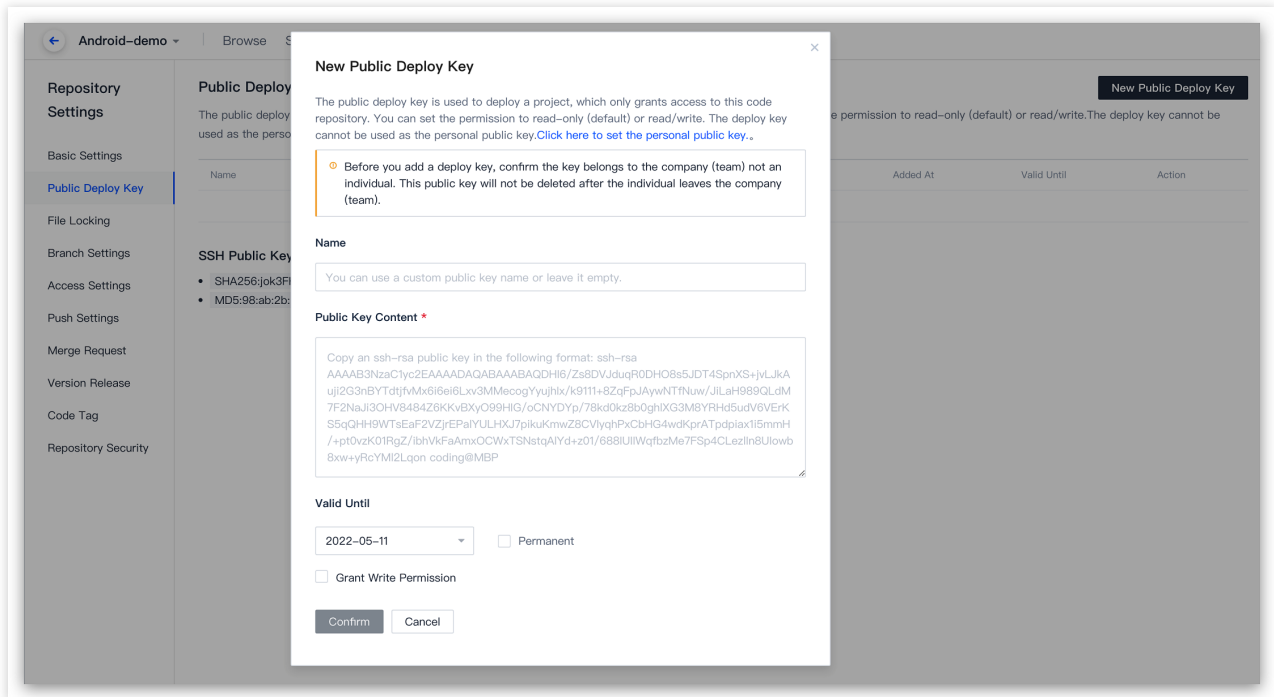 Android-demo
Browse
Repository
Settings
Basic Settings
Public Deploy Key
File Locking
Branch Settings
Access Settings
Push Settings
Merge Request
Version Release
Code Tag
Repository Security
Public Deploy
New Public Deploy Key
The public deploy
e permission to read-only (default) or read/write.The deploy key cannot be
used as the perso
Name
Added At
Valid Until
Action
SSH Public Key
SHA256:jok3F
MD5:98:ab:2b:
New Public Deploy Key
The public deploy key is used to deploy a project, which only grants access to this code
repository. You can set the permission to read-only (default) or read/write. The deploy key
cannot be used as the personal public key.Click here to set the personal public key.。
Before you add a deploy key, confirm the key belongs to the company (team) not an
individual. This public key will not be deleted after the individual leaves the company
(team).
Name
You can use a custom public key name or leave it empty.
Public Key Content *
Copy an ssh-rsa public key in the following format: ssh-rsa
AAAAB3NzaC1yc2EAAAADAQABAAABAQDHI6/Zs8DVJduqR0DHO8s5JDT4SpnXS+jvLJkA
uji2G3nBYTdtjfvMx6i6ei6Lxv3MMecogYyujhlx/k9111+8ZqFpJAywNTfNuw/JiLaH989QLdM
7F2NaJi3OHV8484Z6KKvBXyO99HIG/oCNYDYp/78kd0kz8b0ghlXG3M8YRHd5udV6VErK
S5qQHH9WTsEaF2VZjrEPalYULHXJ7pikuKmwZ8CVlyqhPxCbHG4wdKprATpdpiax1i5mmH
/+pt0vzK01RgZ/ibhVkFaAmxOCWxTSNstqAlYd+z01/688lUIlWqfbzMe7FSp4CLezlln8Ulowb
8xw+yRcYMI2Lqon coding@MBP
Valid Until
2022-05-11
Permanent
Grant Write Permission
Confirm
Cancel